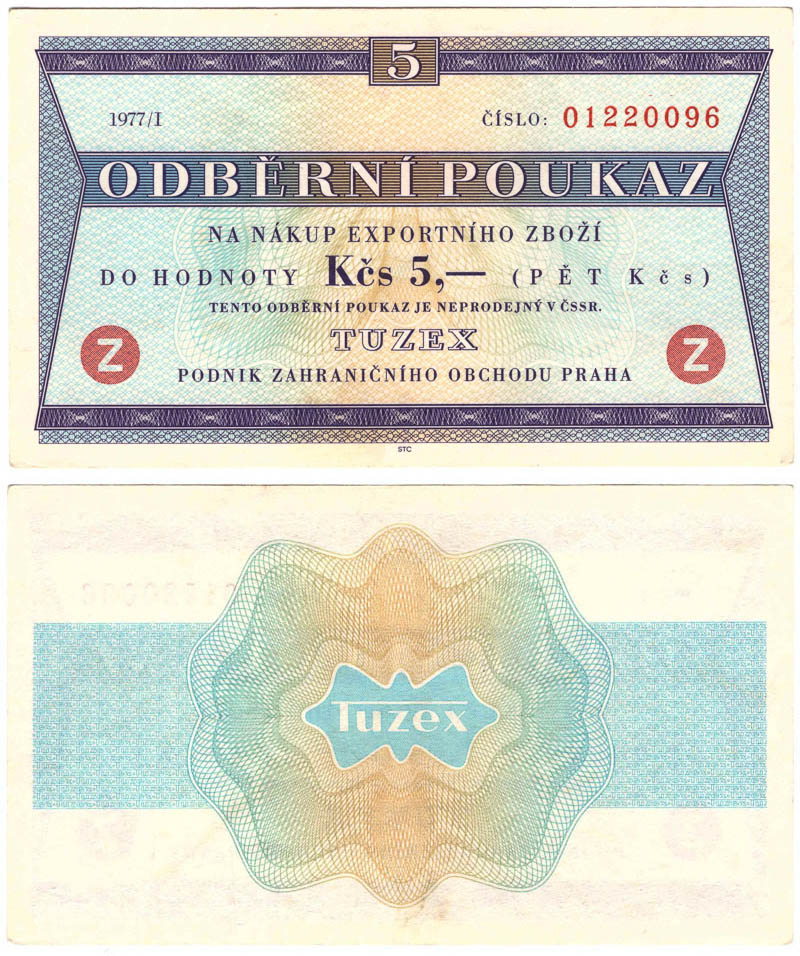 5
1977/I ČÍSLO: 01220096
ODBĚRNÍ POUKAZ
NA NÁKUP EXPORTNÍHO ZBOŽÍ
DO HODNOTY Kčs 5,— (PĚT Kčs)
TENTO ODBĚRNÍ POUKAZ JE NEPRODEJNÝ V ČSSR.
TUZEX
Z Z
PODNIK ZAHRANIČNÍHO OBCHODU PRAHA
STC
Tuzex